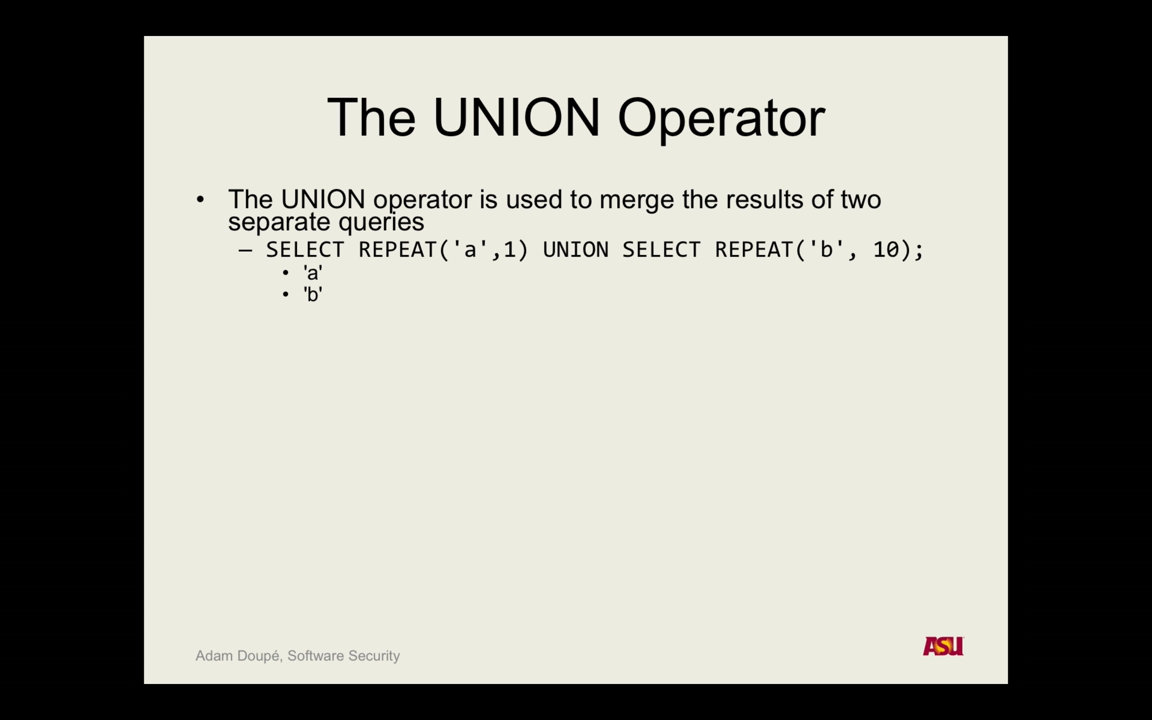 The UNION Operator
• The UNION operator is used to merge the results of two
separate queries
– SELECT REPEAT('a',1) UNION SELECT REPEAT('b', 10);
• 'a'
• 'b'
Adam Doupé, Software Security
ASU